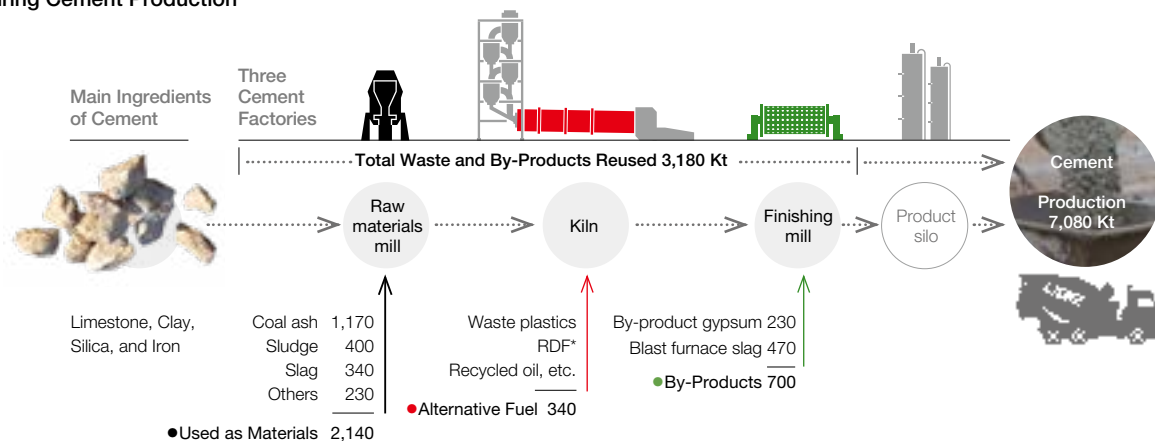 Cement Production
Main Ingredients
of Cement
Three
Cement
Factories
Total Waste and By-Products Reused 3,180 Kt
Raw
materials
mill
Kiln
Finishing
mill
Product
silo
Cement
Production
7,080 Kt
Limestone, Clay,
Silica, and Iron
Coal ash 1,170
Sludge 400
Slag 340
Others 230
●Used as Materials 2,140
Waste plastics
RDF*
Recycled oil, etc.
●Alternative Fuel 340
By-product gypsum 230
Blast furnace slag 470
●By-Products 700
LION